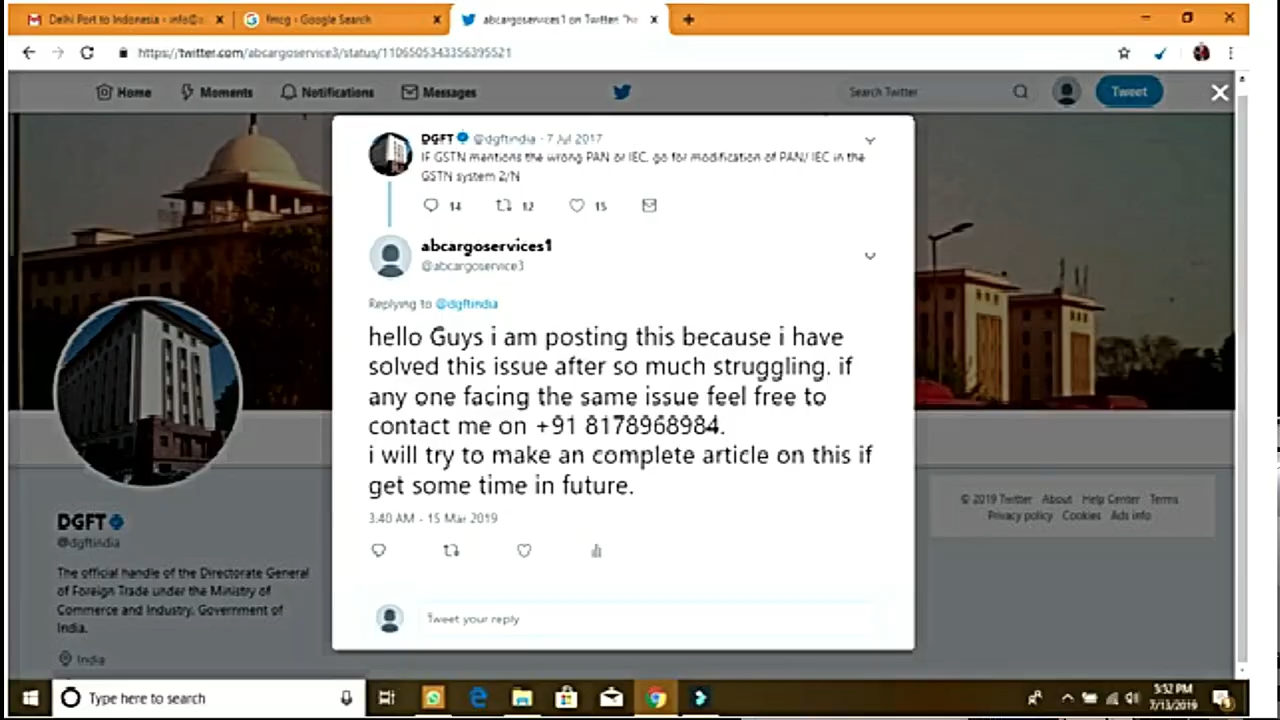 Delhi Port to Indonesia - info@
fmcg - Google Search
abcargoservices1 on Twitter: "he
https://twitter.com/abcargoservice3/status/1106505343356395521
Home
Moments
Notifications
Messages
Search Twitter
Tweet
DGFT @dgftindia - 7 Jul 2017
IF GSTN mentions the wrong PAN or IEC, go for modification of PAN/ IEC in the
GSTN system 2/N
14
12
15
abcargoservices1
@abcargoservice3
Replying to @dgftindia
hello Guys i am posting this because i have
solved this issue after so much struggling. if
any one facing the same issue feel free to
contact me on +91 8178968984.
i will try to make an complete article on this if
get some time in future.
3:40 AM - 15 Mar 2019
Tweet your reply
DGFT
@dgftindia
The official handle of the Directorate General
of Foreign Trade under the Ministry of
Commerce and Industry, Government of
India.
India
© 2019 Twitter About Help Center Terms
Privacy policy Cookies Ads info
Type here to search
5:52 PM
7/13/2019